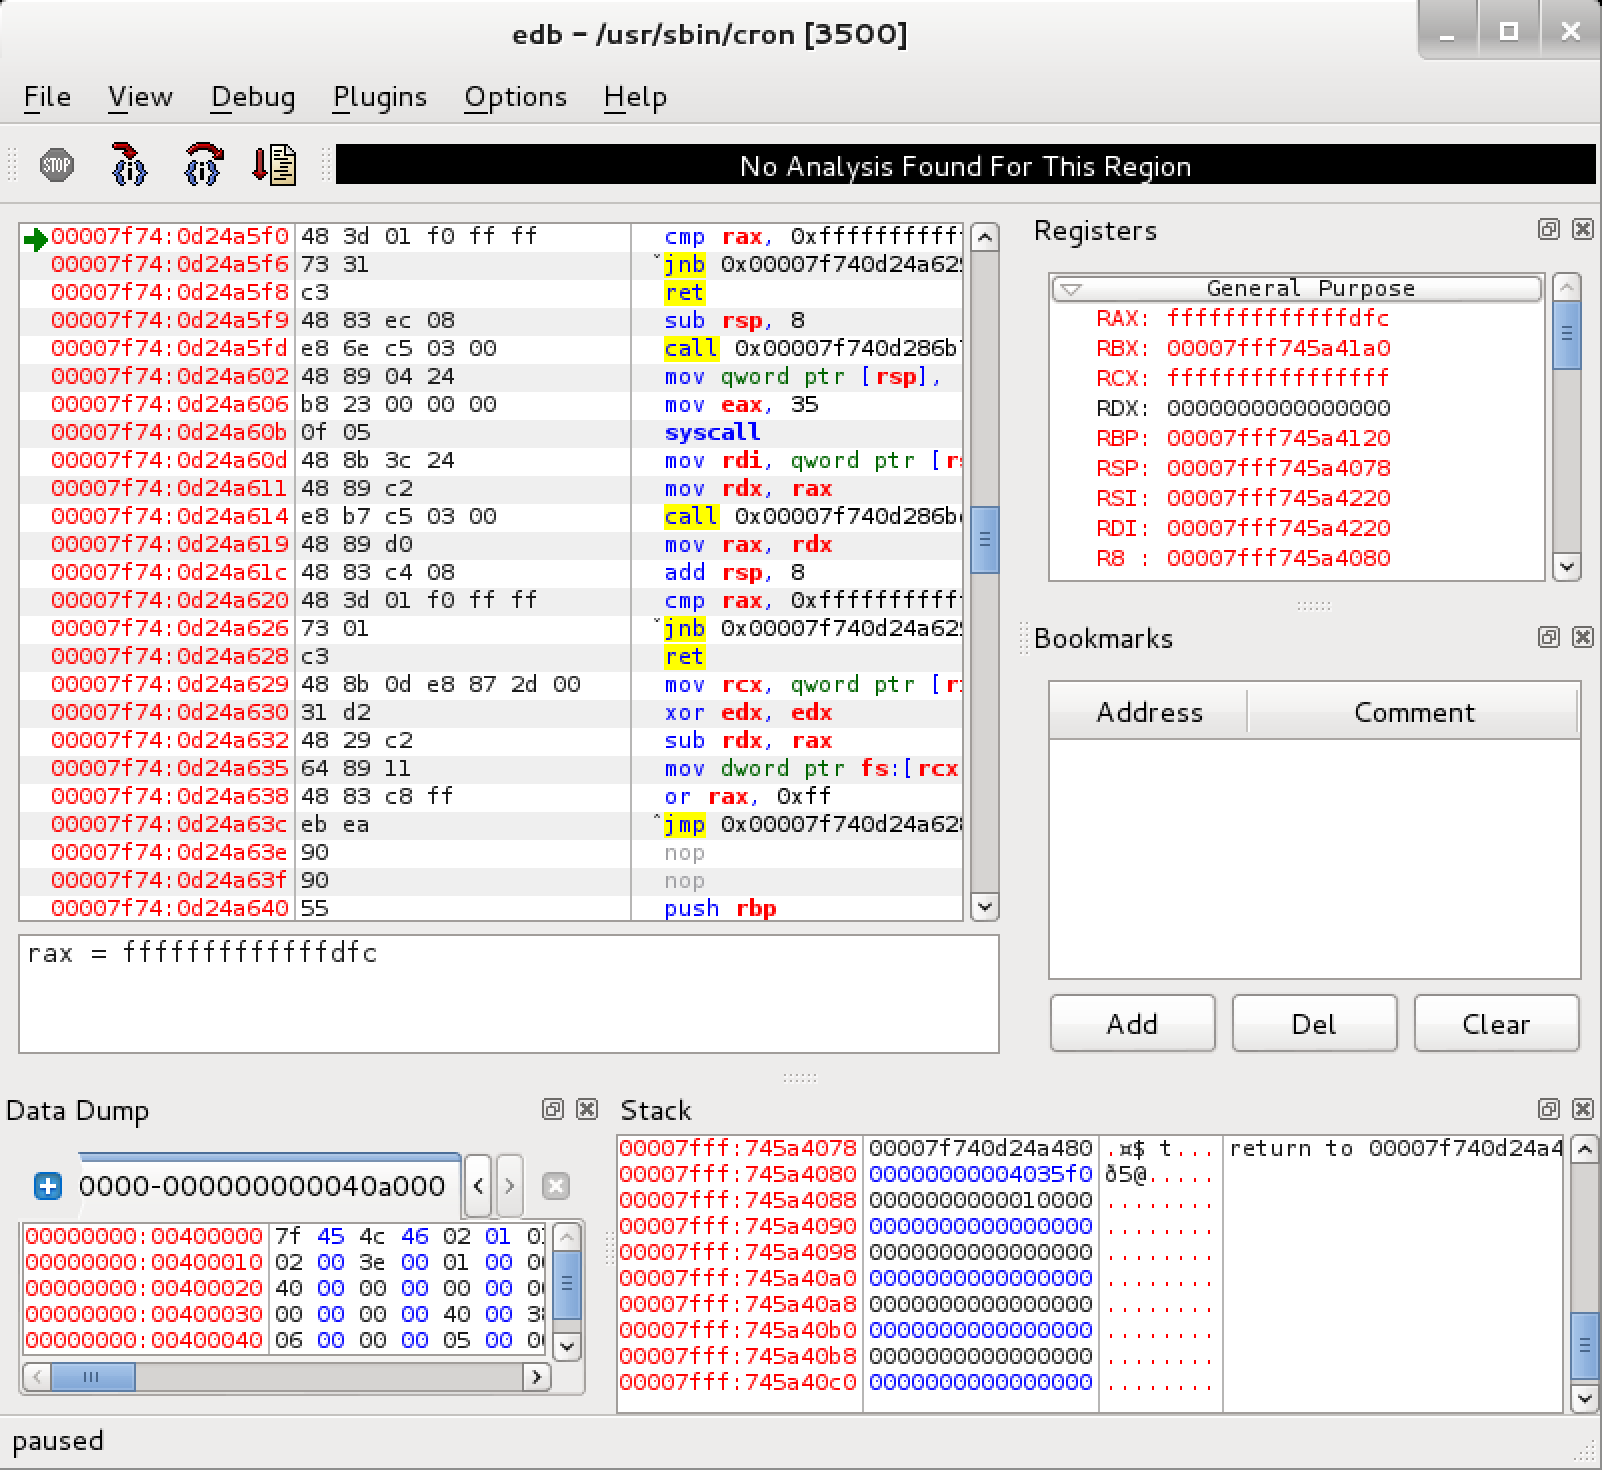 edb – /usr/sbin/cron [3500]
File View Debug Plugins Options Help
STOP
No Analysis Found For This Region
00007f74:0d24a5f0 48 3d 01 f0 ff ff cmp rax, 0xffffffffff
00007f74:0d24a5f6 73 31 ˇjnb 0x00007f740d24a629
00007f74:0d24a5f8 c3 ret
00007f74:0d24a5f9 48 83 ec 08 sub rsp, 8
00007f74:0d24a5fd e8 6e c5 03 00 call 0x00007f740d286b
00007f74:0d24a602 48 89 04 24 mov qword ptr [rsp],
00007f74:0d24a606 b8 23 00 00 00 mov eax, 35
00007f74:0d24a60b 0f 05 syscall
00007f74:0d24a60d 48 8b 3c 24 mov rdi, qword ptr [r
00007f74:0d24a611 48 89 c2 mov rdx, rax
00007f74:0d24a614 e8 b7 c5 03 00 call 0x00007f740d286b
00007f74:0d24a619 48 89 d0 mov rax, rdx
00007f74:0d24a61c 48 83 c4 08 add rsp, 8
00007f74:0d24a620 48 3d 01 f0 ff ff cmp rax, 0xffffffffff
00007f74:0d24a626 73 01 ˇjnb 0x00007f740d24a629
00007f74:0d24a628 c3 ret
00007f74:0d24a629 48 8b 0d e8 87 2d 00 mov rcx, qword ptr [r
00007f74:0d24a630 31 d2 xor edx, edx
00007f74:0d24a632 48 29 c2 sub rdx, rax
00007f74:0d24a635 64 89 11 mov dword ptr fs:[rcx
00007f74:0d24a638 48 83 c8 ff or rax, 0xff
00007f74:0d24a63c eb ea ˆjmp 0x00007f740d24a628
00007f74:0d24a63e 90 nop
00007f74:0d24a63f 90 nop
00007f74:0d24a640 55 push rbp
rax = fffffffffffffdfc
Registers
General Purpose
RAX: fffffffffffffdfc
RBX: 00007fff745a41a0
RCX: ffffffffffffffff
RDX: 0000000000000000
RBP: 00007fff745a4120
RSP: 00007fff745a4078
RSI: 00007fff745a4220
RDI: 00007fff745a4220
R8 : 00007fff745a4080
Bookmarks
Address Comment
Add Del Clear
Data Dump
0000-000000000040a000
00000000:00400000 7f 45 4c 46 02 01
00000000:00400010 02 00 3e 00 01 00
00000000:00400020 40 00 00 00 00 00
00000000:00400030 00 00 00 00 40 00
00000000:00400040 06 00 00 00 05 00
Stack
00007fff:745a4078 00007f740d24a480 .¤$ t... return to 00007f740d24a4
00007fff:745a4080 00000000004035f0 ð5@.....
00007fff:745a4088 0000000000010000 ........
00007fff:745a4090 0000000000000000 ........
00007fff:745a4098 0000000000000000 ........
00007fff:745a40a0 0000000000000000 ........
00007fff:745a40a8 0000000000000000 ........
00007fff:745a40b0 0000000000000000 ........
00007fff:745a40b8 0000000000000000 ........
00007fff:745a40c0 0000000000000000 ........
paused